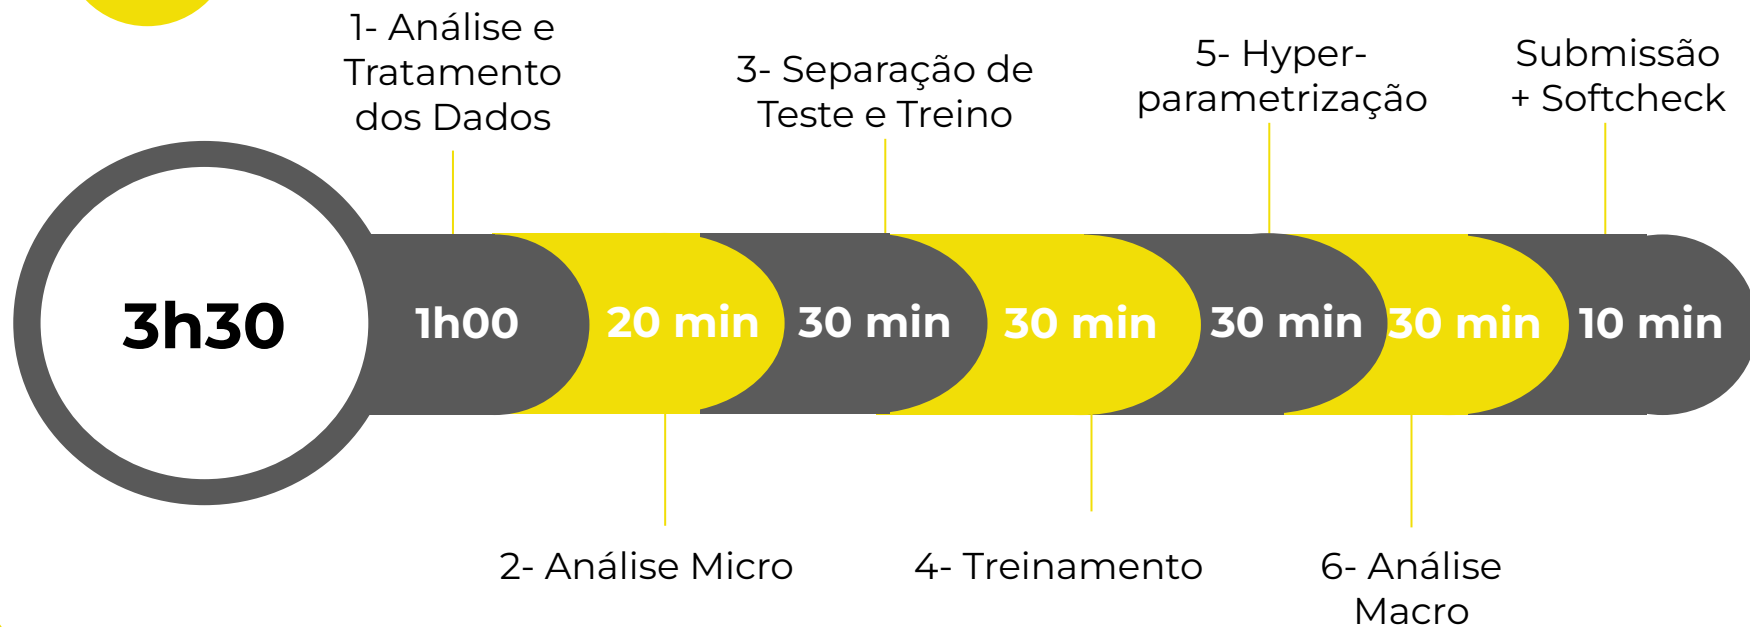 1- Análise e
Tratamento
dos Dados
3- Separação de
Teste e Treino
5- Hyper-
parametrização
Submissão
+ Softcheck
3h30
1h00
20 min
30 min
30 min
30 min
30 min
10 min
2- Análise Micro
4- Treinamento
6- Análise
Macro